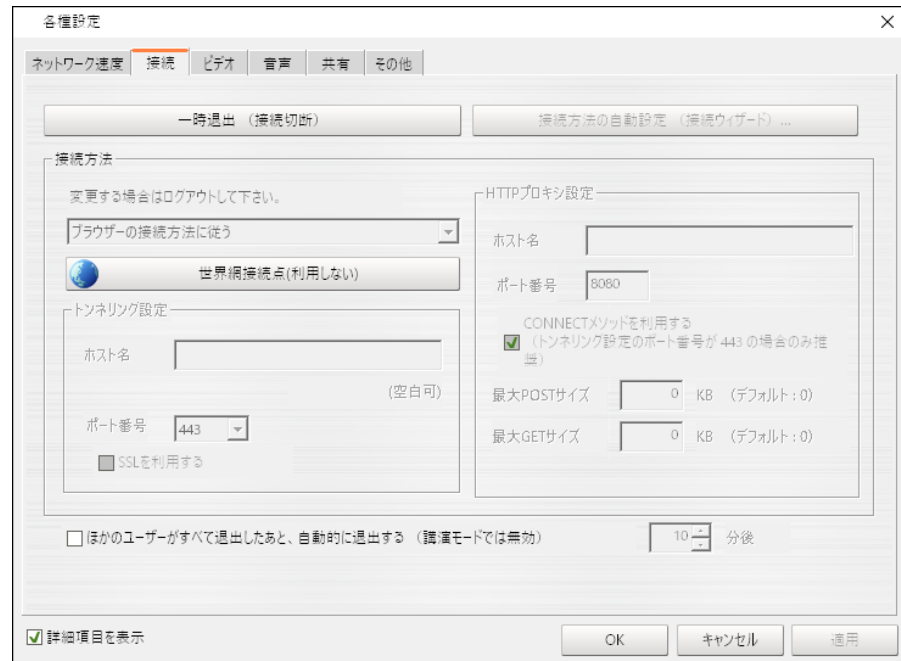 各種設定
ネットワーク速度 接続 ビデオ 音声 共有 その他
一時退出 （接続切断）
接続方法の自動設定 （接続ウィザード） ...
接続方法
変更する場合はログアウトして下さい。
ブラウザーの接続方法に従う
世界網接続点(利用しない)
トンネリング設定
ホスト名
(空白可)
ポート番号 443
SSLを利用する
HTTPプロキシ設定
ホスト名
ポート番号 8080
CONNECTメソッドを利用する
（トンネリング設定のポート番号が 443 の場合のみ推
奨）
最大POSTサイズ 0 KB （デフォルト : 0）
最大GETサイズ 0 KB （デフォルト : 0）
ほかのユーザーがすべて退出したあと、自動的に退出する （講演モードでは無効） 10 分後
詳細項目を表示
OK キャンセル 適用